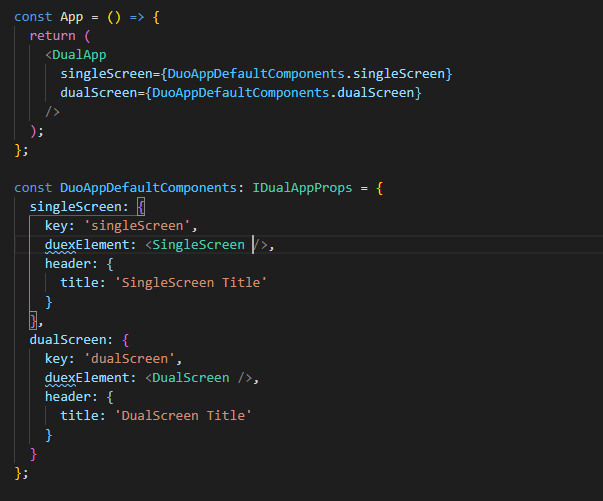 const App = () => {
  return (
    <DualApp
      singleScreen={DuoAppDefaultComponents.singleScreen}
      dualScreen={DuoAppDefaultComponents.dualScreen}
    />
  );
};

const DuoAppDefaultComponents: IDualAppProps = {
  singleScreen: {
    key: 'singleScreen',
    duexElement: <SingleScreen />,
    header: {
      title: 'SingleScreen Title'
    }
  },
  dualScreen: {
    key: 'dualScreen',
    duexElement: <DualScreen />,
    header: {
      title: 'DualScreen Title'
    }
  }
};